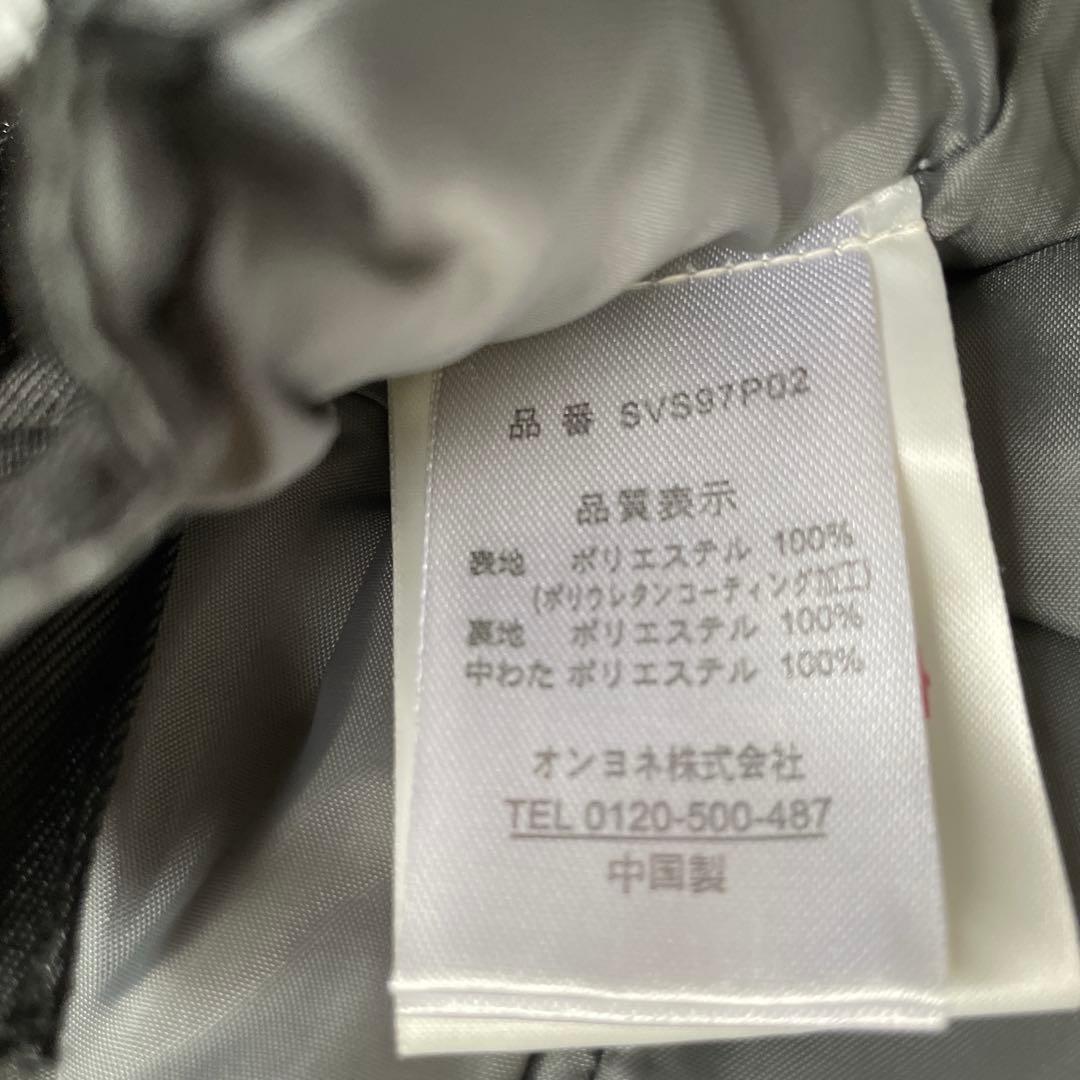 品番 SVS97P02
品質表示
表地 ポリエステル 100%
(ポリウレタンコーティング加工)
裏地 ポリエステル 100%
中わた ポリエステル 100%
オンヨネ株式会社
TEL 0120-500-487
中国製